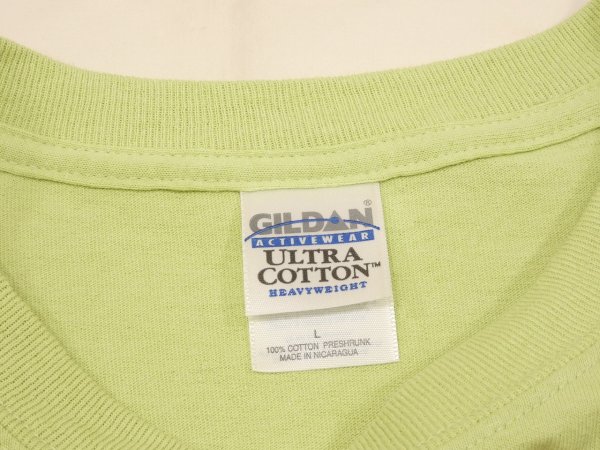 GILDAN®
ACTIVEWEAR
ULTRA
COTTON™
HEAVYWEIGHT
L
100% COTTON PRESHRUNK
MADE IN NICARAGUA